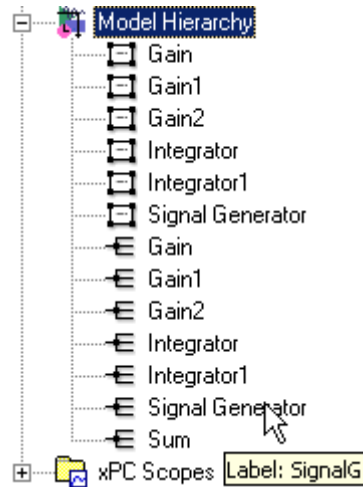 Model Hierarchy
Gain
Gain1
Gain2
Integrator
Integrator1
Signal Generator
Gain
Gain1
Gain2
Integrator
Integrator1
Signal Generator
Sum
xPC Scopes Label: SignalG